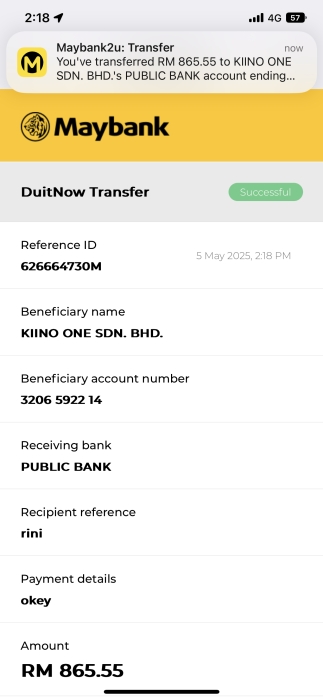 2:18
4G 57
Maybank2u: Transfer
now
You've transferred RM 865.55 to KIINO ONE
SDN. BHD.'s PUBLIC BANK account ending...
Maybank
DuitNow Transfer
Successful
Reference ID
5 May 2025, 2:18 PM
626664730M
Beneficiary name
KIINO ONE SDN. BHD.
Beneficiary account number
3206 5922 14
Receiving bank
PUBLIC BANK
Recipient reference
rini
Payment details
okey
Amount
RM 865.55